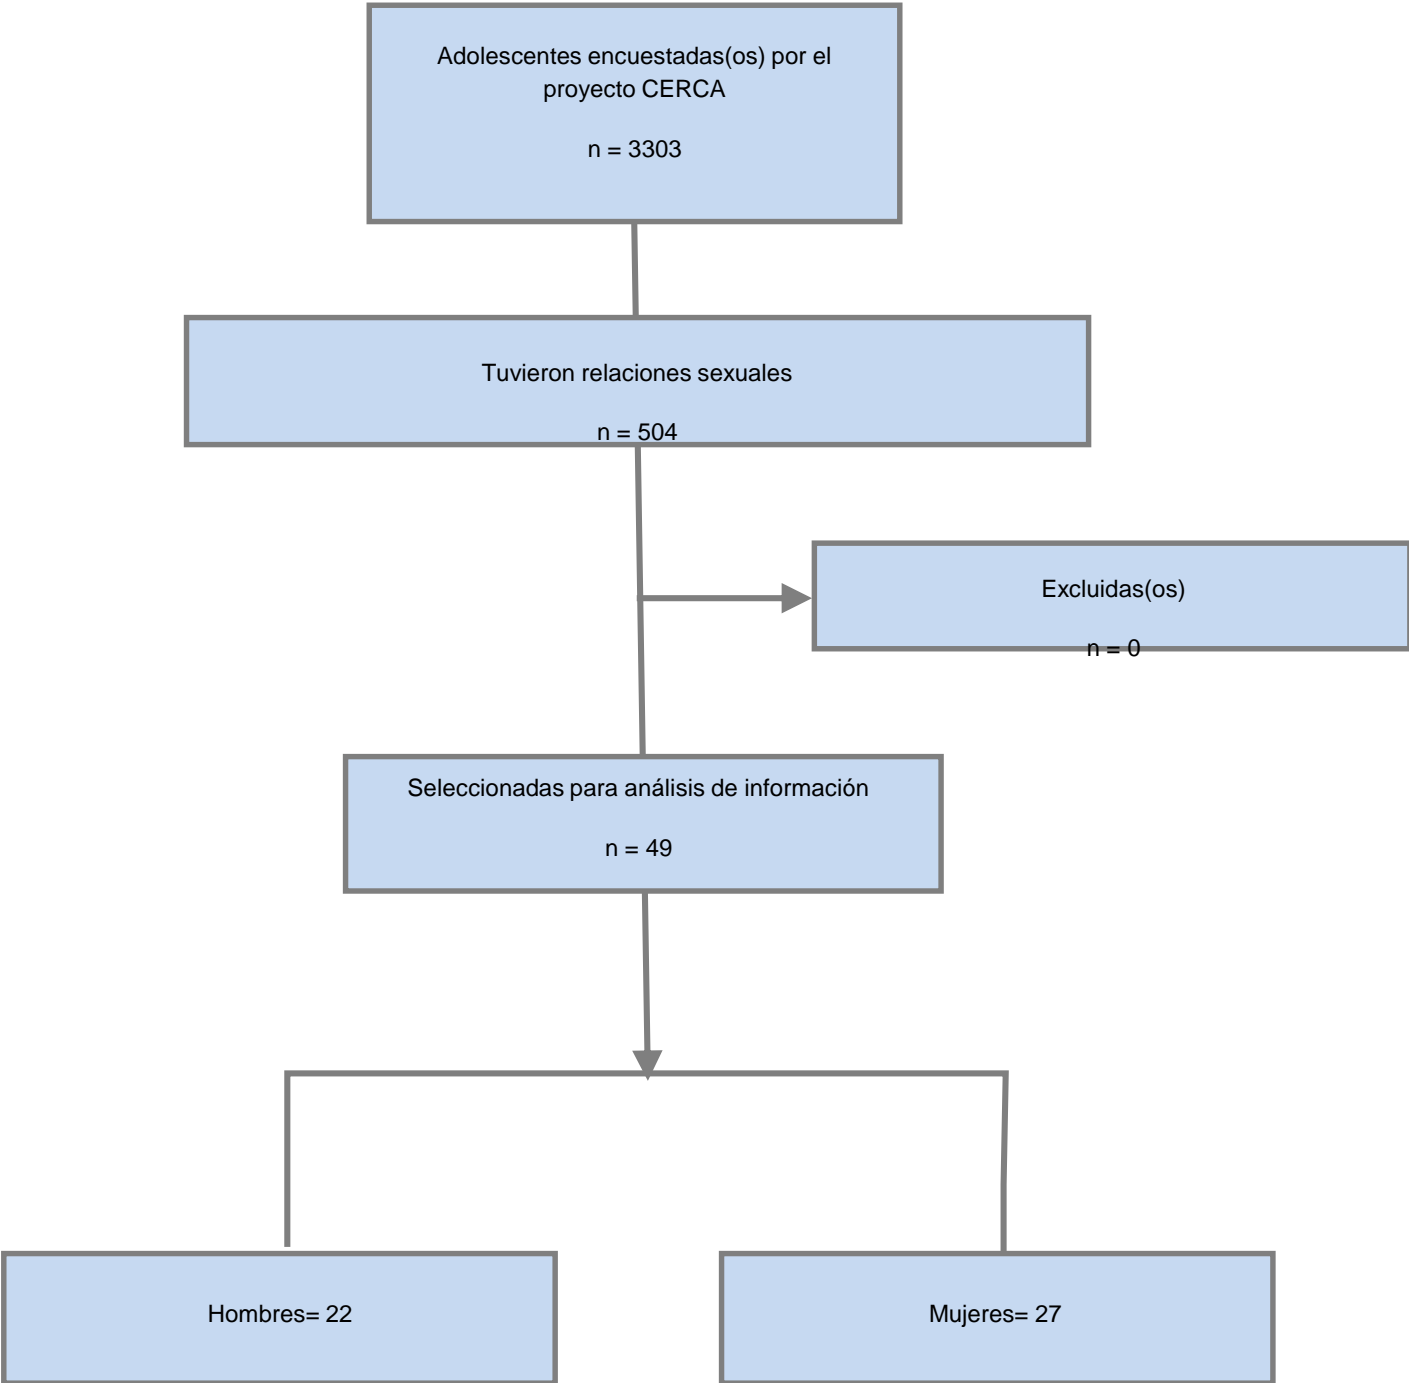 Adolescentes encuestadas(os) por el
proyecto CERCA
n = 3303
Tuvieron relaciones sexuales
n = 504
Excluidas(os)
n = 0
Seleccionadas para análisis de información
n = 49
Hombres= 22
Mujeres= 27